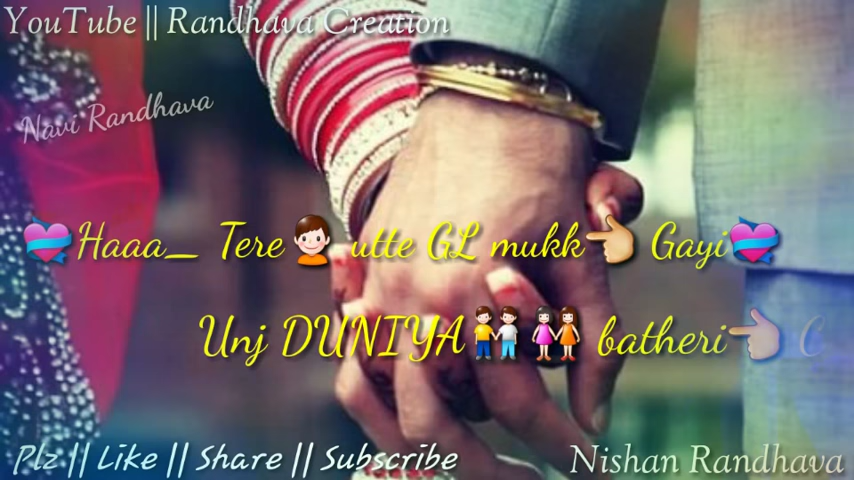 YouTube || Randhava Creation
Navi Randhava
💝Haaa_ Tere👦utte GL mukk👈 Gayi💝
Unj DUNIYA👬👭 batheri👈
Plz || Like || Share || Subscribe
Nishan Randhava